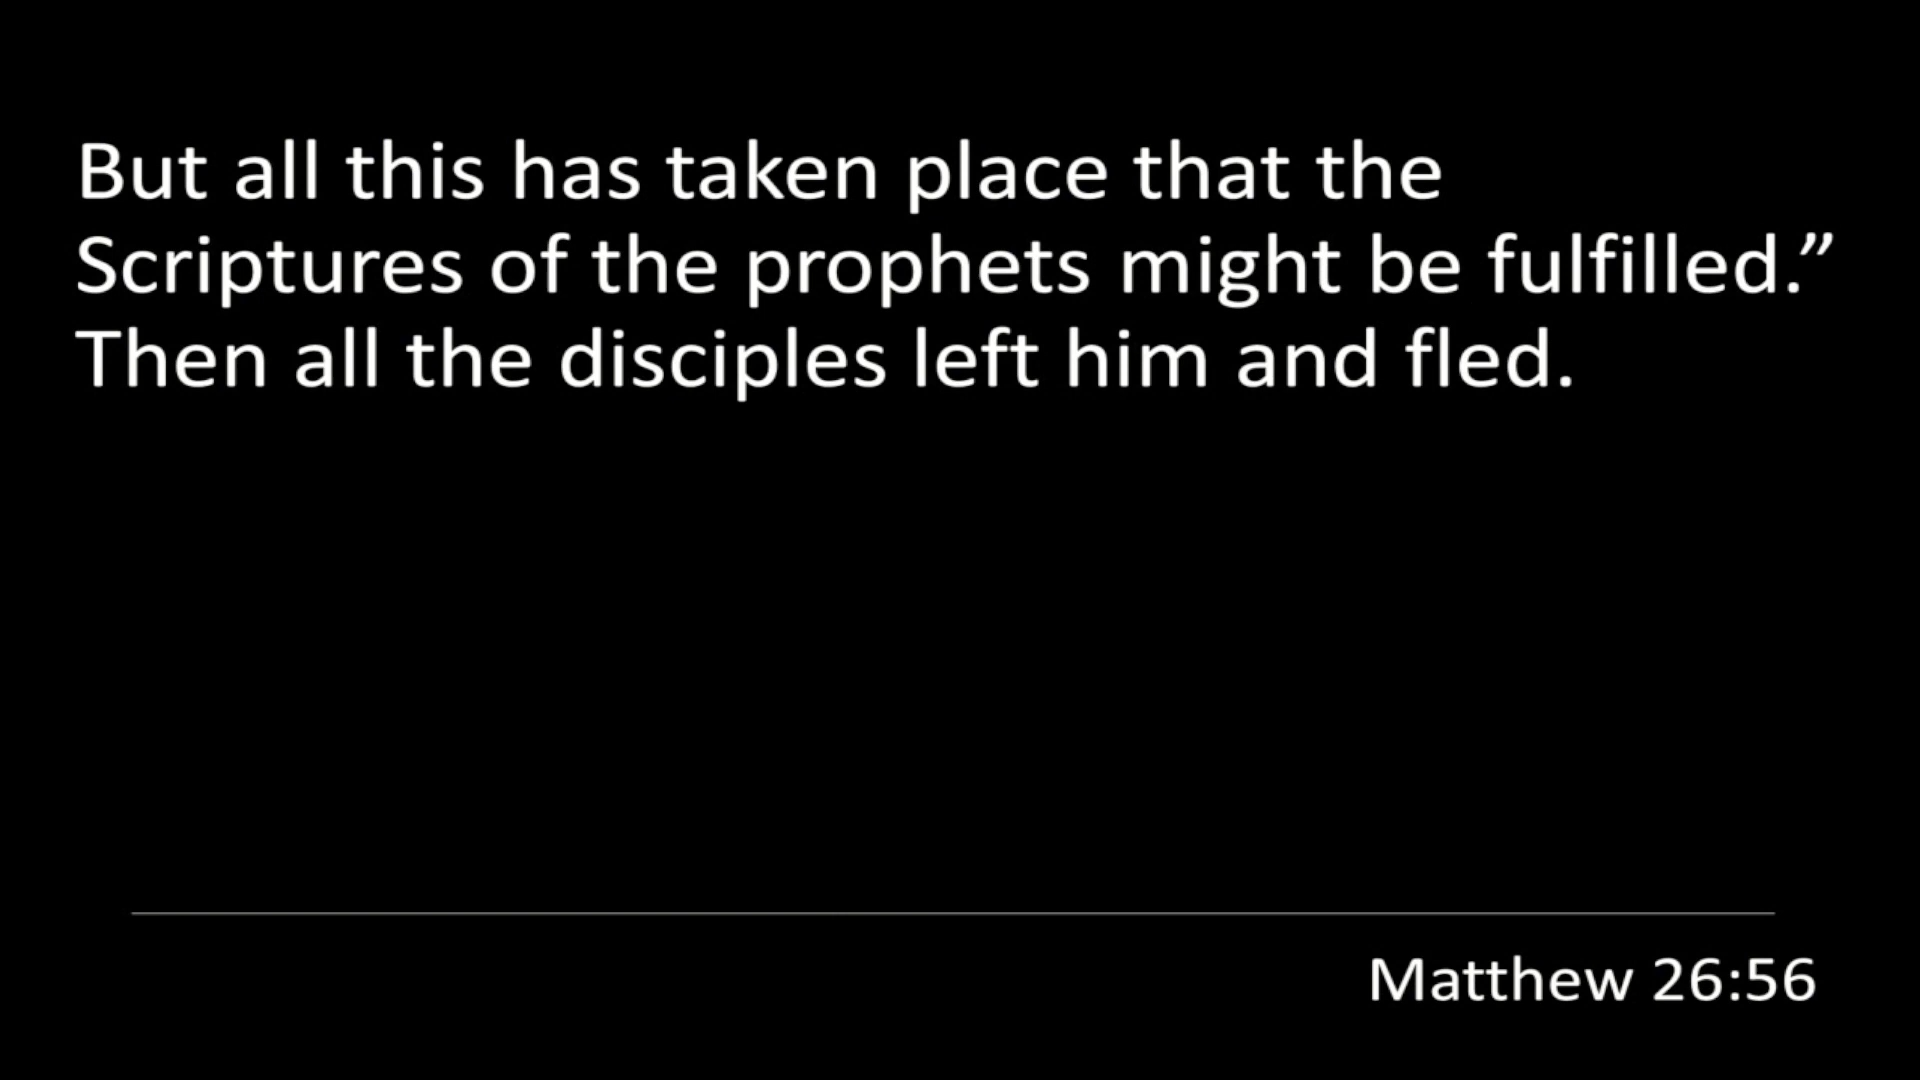 But all this has taken place that the
Scriptures of the prophets might be fulfilled.”
Then all the disciples left him and fled.
Matthew 26:56